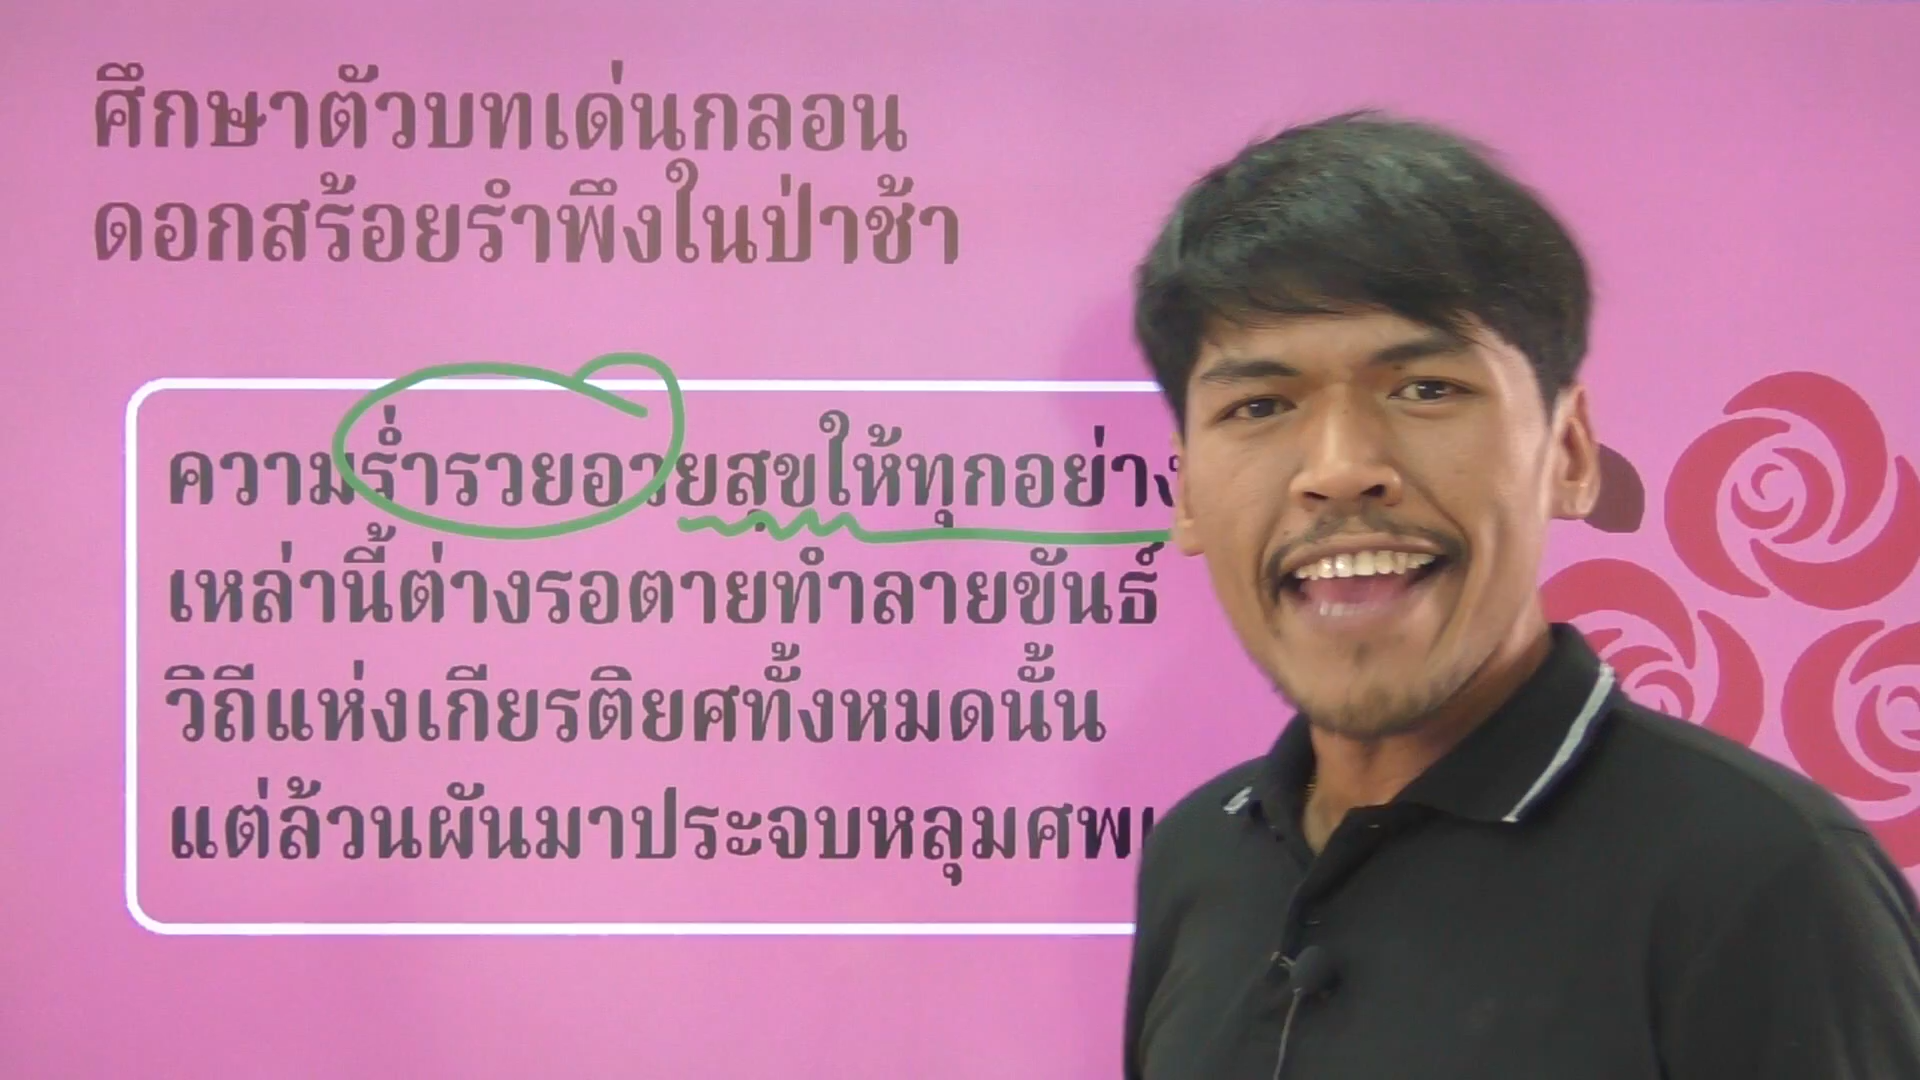 ศึกษาตัวบทเด่นกลอน
ดอกสร้อยรำพึงในป่าช้า
ความร่ำรวยอวยสุขให้ทุกอย่าง
เหล่านี้ต่างรอตายทำลายขันธ์
วิถีแห่งเกียรติยศทั้งหมดนั้น
แต่ล้วนผันมาประจบหลุมศพ